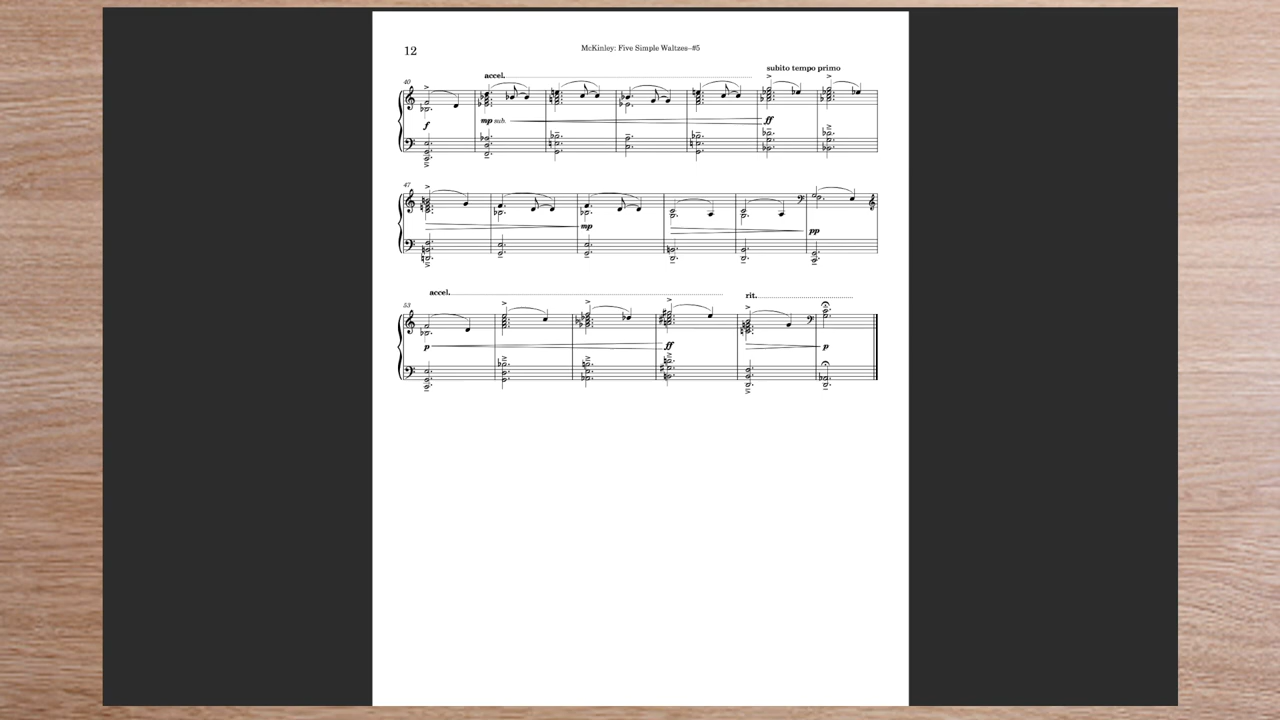 12
McKinley: Five Simple Waltzes–#5
subito tempo primo
accel.
40
f
mp sub.
ff
47
mp
pp
accel.
rit.
53
p
ff
p